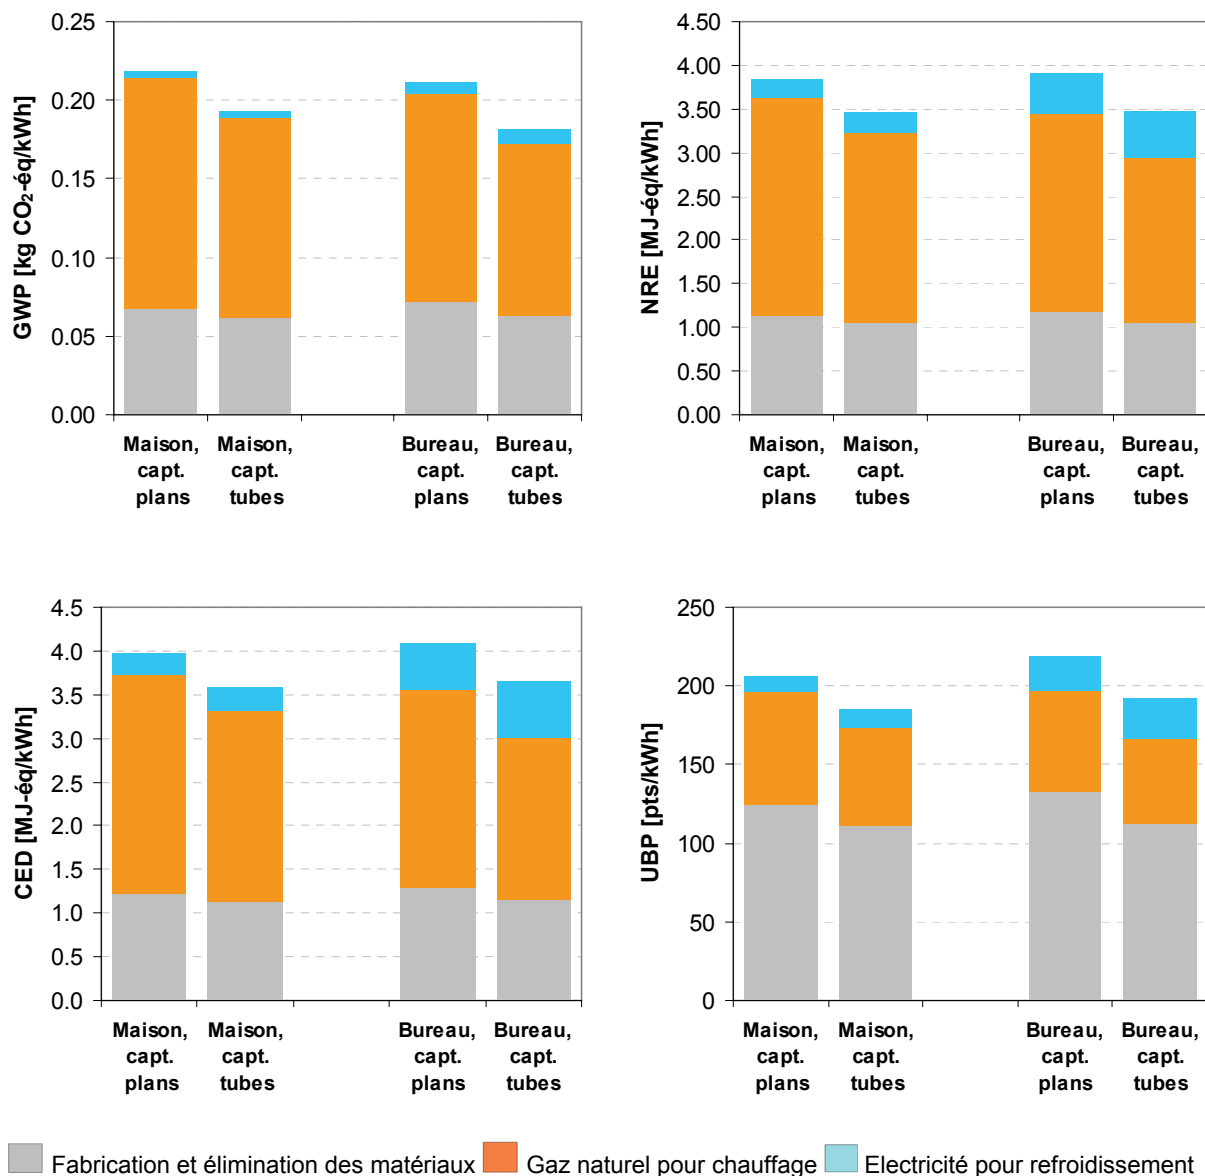 GWP [kg CO₂-éq/kWh]
0.25
0.20
0.15
0.10
0.05
0.00
Maison, capt. plans
Maison, capt. tubes
Bureau, capt. plans
Bureau, capt. tubes
NRE [MJ-éq/kWh]
4.50
4.00
3.50
3.00
2.50
2.00
1.50
1.00
0.50
0.00
Maison, capt. plans
Maison, capt. tubes
Bureau, capt. plans
Bureau, capt. tubes
CED [MJ-éq/kWh]
4.5
4.0
3.5
3.0
2.5
2.0
1.5
1.0
0.5
0.0
Maison, capt. plans
Maison, capt. tubes
Bureau, capt. plans
Bureau, capt. tubes
UBP [pts/kWh]
250
200
150
100
50
0
Maison, capt. plans
Maison, capt. tubes
Bureau, capt. plans
Bureau, capt. tubes
Fabrication et élimination des matériaux
Gaz naturel pour chauffage
Electricité pour refroidissement